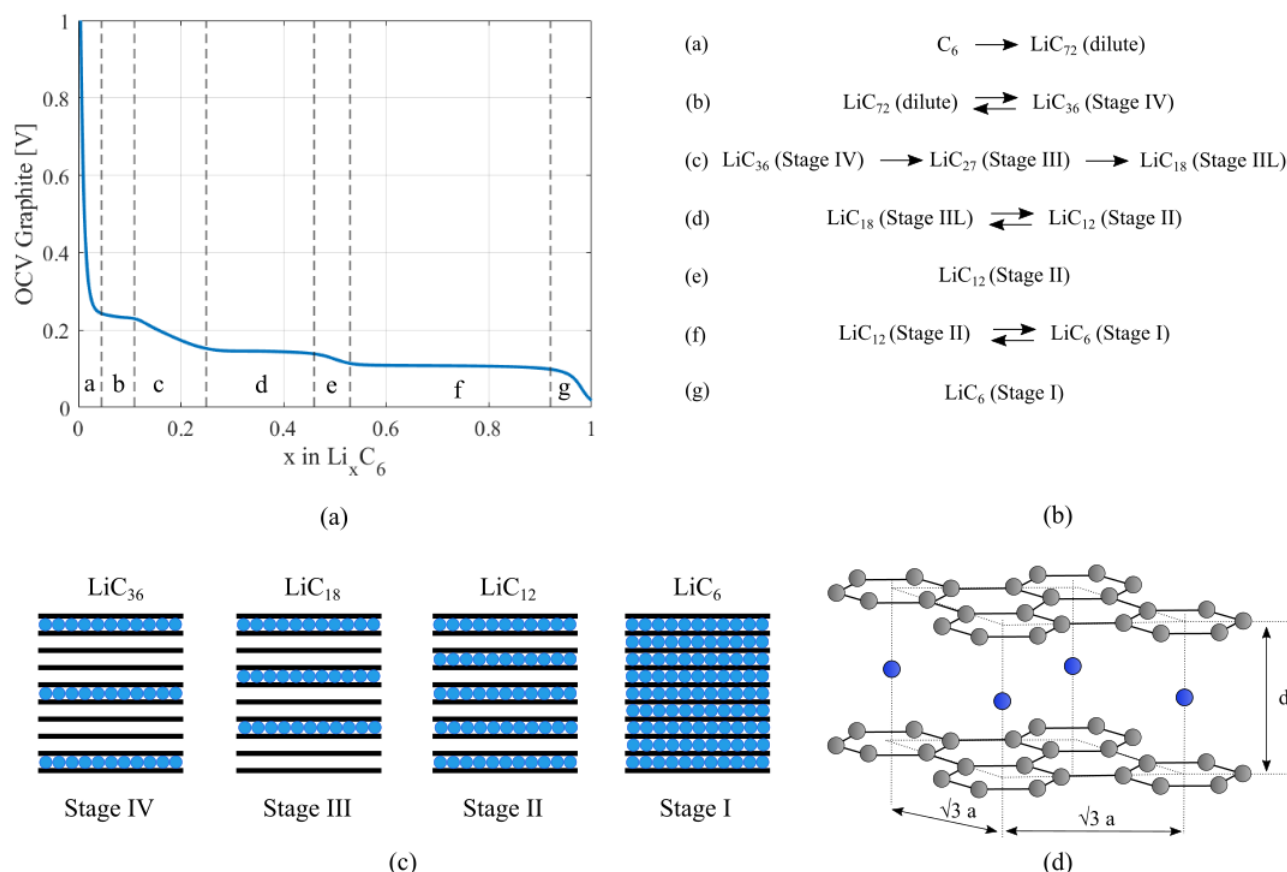 1
0.8
0.6
0.4
0.2
0
OCV Graphite [V]
a b c d e f g
0 0.2 0.4 0.6 0.8 1
x in LiₓC₆
(a)
(a) C₆ ⟶ LiC₇₂ (dilute)
(b) LiC₇₂ (dilute) ⇌ LiC₃₆ (Stage IV)
(c) LiC₃₆ (Stage IV) ⟶ LiC₂₇ (Stage III) ⟶ LiC₁₈ (Stage IIL)
(d) LiC₁₈ (Stage IIL) ⇌ LiC₁₂ (Stage II)
(e) LiC₁₂ (Stage II)
(f) LiC₁₂ (Stage II) ⇌ LiC₆ (Stage I)
(g) LiC₆ (Stage I)
(b)
LiC₃₆ LiC₁₈ LiC₁₂ LiC₆
Stage IV Stage III Stage II Stage I
(c)
d
√3 a √3 a
(d)